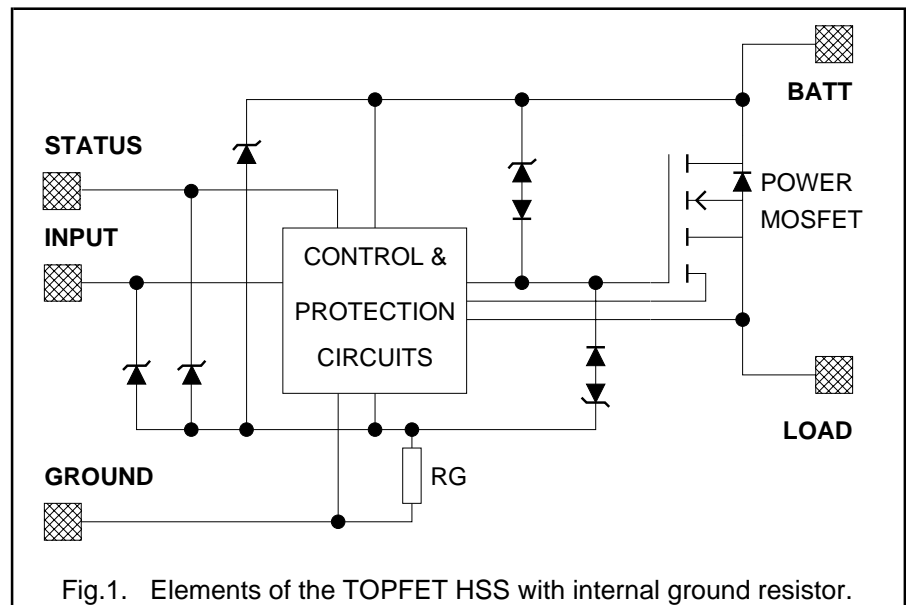 BATT
STATUS
POWER
MOSFET
INPUT
CONTROL &
PROTECTION
CIRCUITS
LOAD
GROUND
RG
Fig.1. Elements of the TOPFET HSS with internal ground resistor.